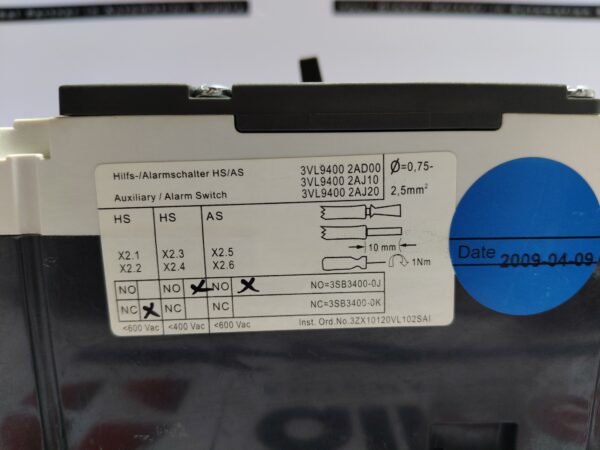 Hilfs-/Alarmschalter HS/AS 3VL9400 2AD00 Ø=0,75-
3VL9400 2AJ10
Auxiliary / Alarm Switch 3VL9400 2AJ20 2,5mm²
HS HS AS
X2.1 X2.3 X2.5
X2.2 X2.4 X2.6
10 mm
1Nm
NO NO X NO X NO=3SB3400-0J
NC X NC NC NC=3SB3400-0K
<600 Vac <400 Vac <600 Vac Inst. Ord.No.3ZX10120VL102SAI
Date 2009-04-09